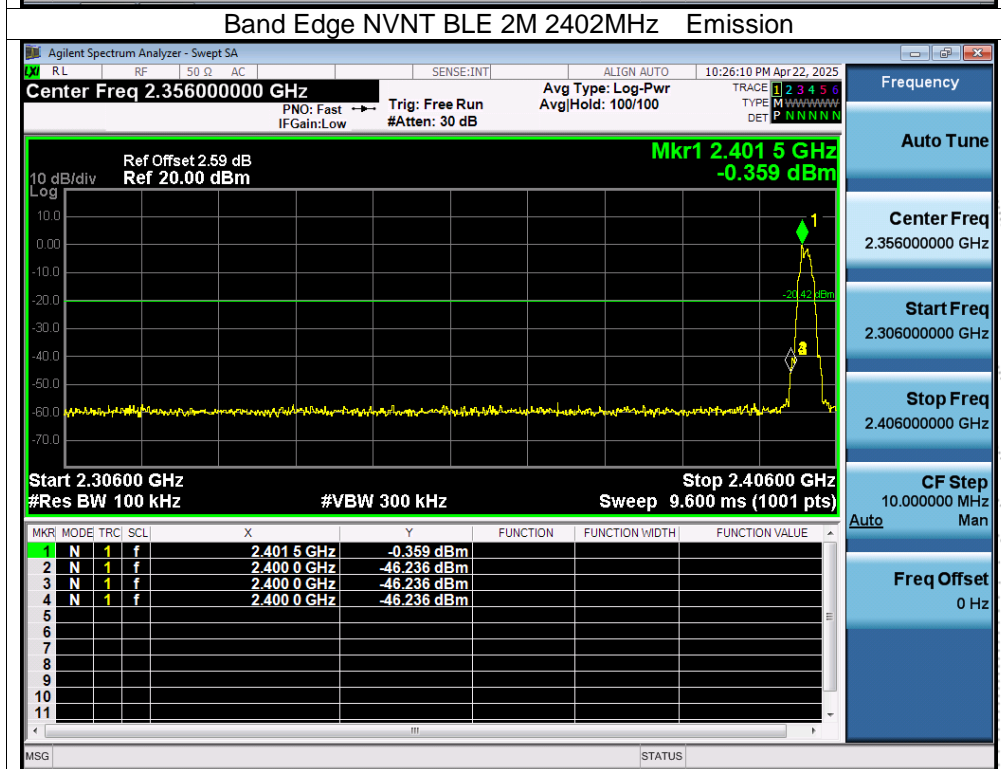 Band Edge NVNT BLE 2M 2402MHz Emission
Agilent Spectrum Analyzer - Swept SA
LXI RL RF 50 Ω AC SENSE:INT ALIGN AUTO 10:26:10 PM Apr 22, 2025
Center Freq 2.356000000 GHz
PNO: Fast
IFGain:Low
Trig: Free Run
#Atten: 30 dB
Avg Type: Log-Pwr
Avg|Hold: 100/100
TRACE 1 2 3 4 5 6
TYPE M WWWWW
DET P N N N N N
Ref Offset 2.59 dB
Ref 20.00 dBm
10 dB/div
Log
Mkr1 2.401 5 GHz
-0.359 dBm
10.0
0.00
-10.0
-20.0
-30.0
-40.0
-50.0
-60.0
-70.0
1
-20.42 dBm
Start 2.30600 GHz Stop 2.40600 GHz
#Res BW 100 kHz #VBW 300 kHz Sweep 9.600 ms (1001 pts)
MKR MODE TRC SCL X Y FUNCTION FUNCTION WIDTH FUNCTION VALUE
1 N 1 f 2.401 5 GHz -0.359 dBm
2 N 1 f 2.400 0 GHz -46.236 dBm
3 N 1 f 2.400 0 GHz -46.236 dBm
4 N 1 f 2.400 0 GHz -46.236 dBm
5
6
7
8
9
10
11
MSG STATUS
Frequency
Auto Tune
Center Freq
2.356000000 GHz
Start Freq
2.306000000 GHz
Stop Freq
2.406000000 GHz
CF Step
10.000000 MHz
Auto Man
Freq Offset
0 Hz